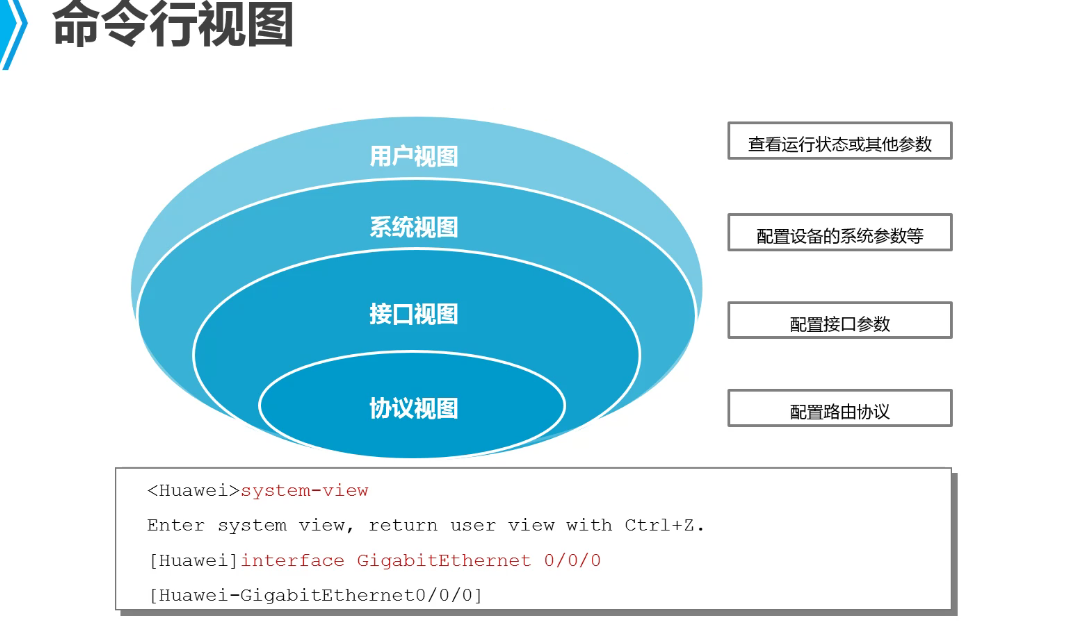 命令行视图
用户视图
查看运行状态或其他参数
系统视图
配置设备的系统参数等
接口视图
配置接口参数
协议视图
配置路由协议
<Huawei>system-view
Enter system view, return user view with Ctrl+Z.
[Huawei]interface GigabitEthernet 0/0/0
[Huawei-GigabitEthernet0/0/0]